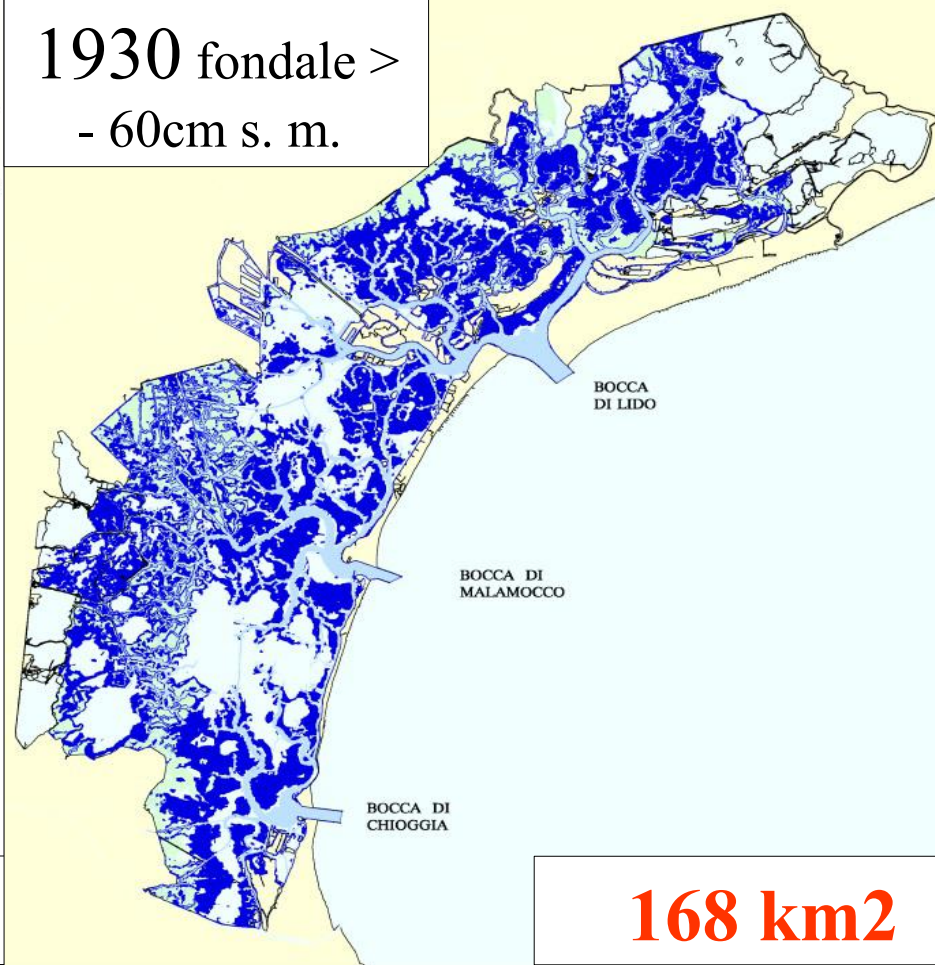 1930 fondale >
- 60cm s. m.
BOCCA
DI LIDO
BOCCA DI
MALAMOCCO
BOCCA DI
CHIOGGIA
168 km2